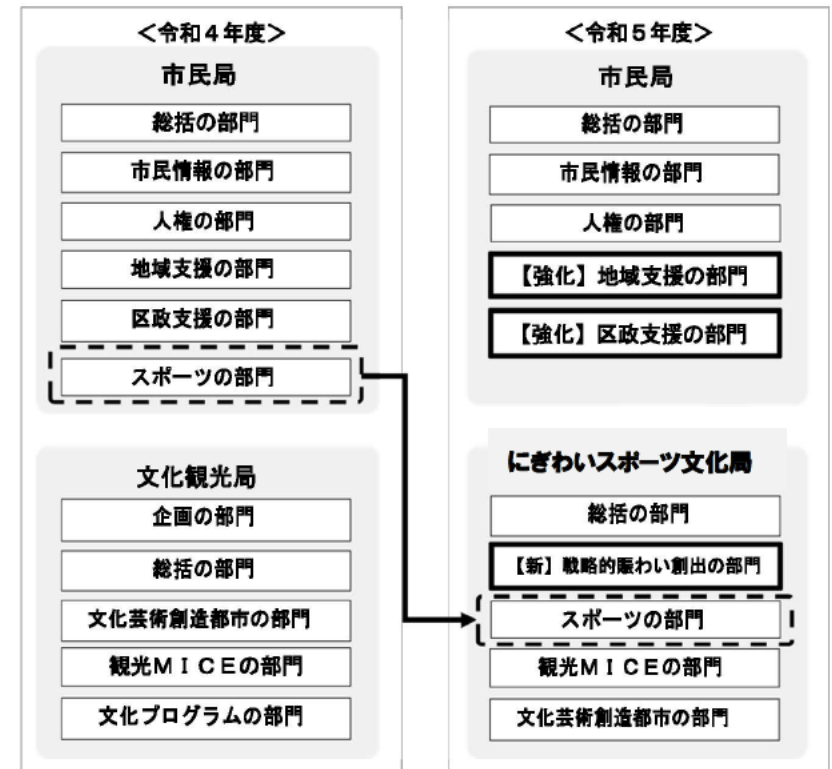 ＜令和４年度＞
市民局
総括の部門
市民情報の部門
人権の部門
地域支援の部門
区政支援の部門
スポーツの部門
文化観光局
企画の部門
総括の部門
文化芸術創造都市の部門
観光ＭＩＣＥの部門
文化プログラムの部門
＜令和５年度＞
市民局
総括の部門
市民情報の部門
人権の部門
【強化】地域支援の部門
【強化】区政支援の部門
にぎわいスポーツ文化局
総括の部門
【新】戦略的賑わい創出の部門
スポーツの部門
観光ＭＩＣＥの部門
文化芸術創造都市の部門